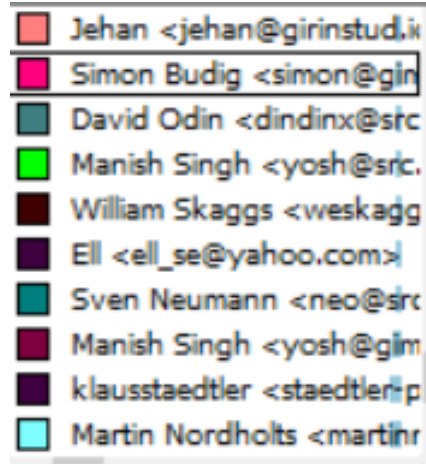 Jehan <jehan@girinstud.i
Simon Budig <simon@gin
David Odin <dindinx@src
Manish Singh <yosh@src.
William Skaggs <weskagg
Ell <ell_se@yahoo.com>
Sven Neumann <neo@src
Manish Singh <yosh@gim
klausstaedtler <staedtler-p
Martin Nordholts <martinr